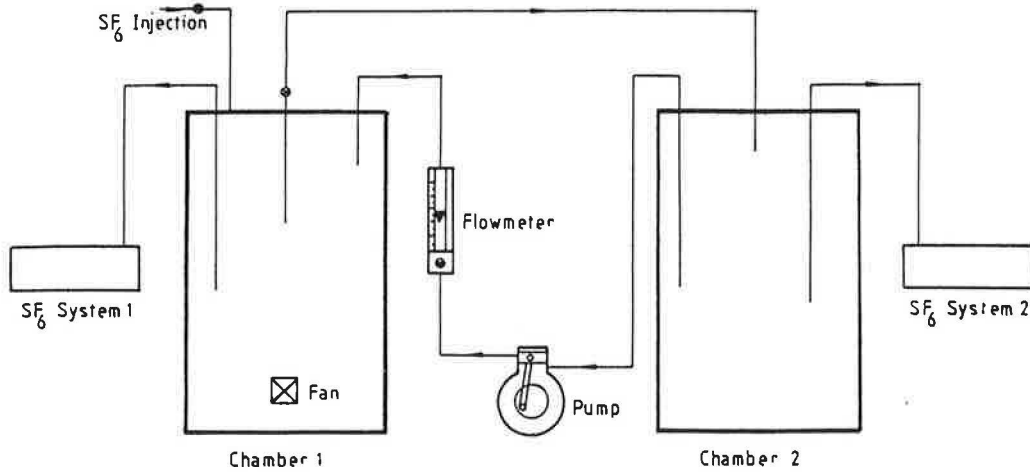 SF6 Injection
Flowmeter
SF6 System 1
SF6 System 2
Fan
Pump
Chamber 1
Chamber 2